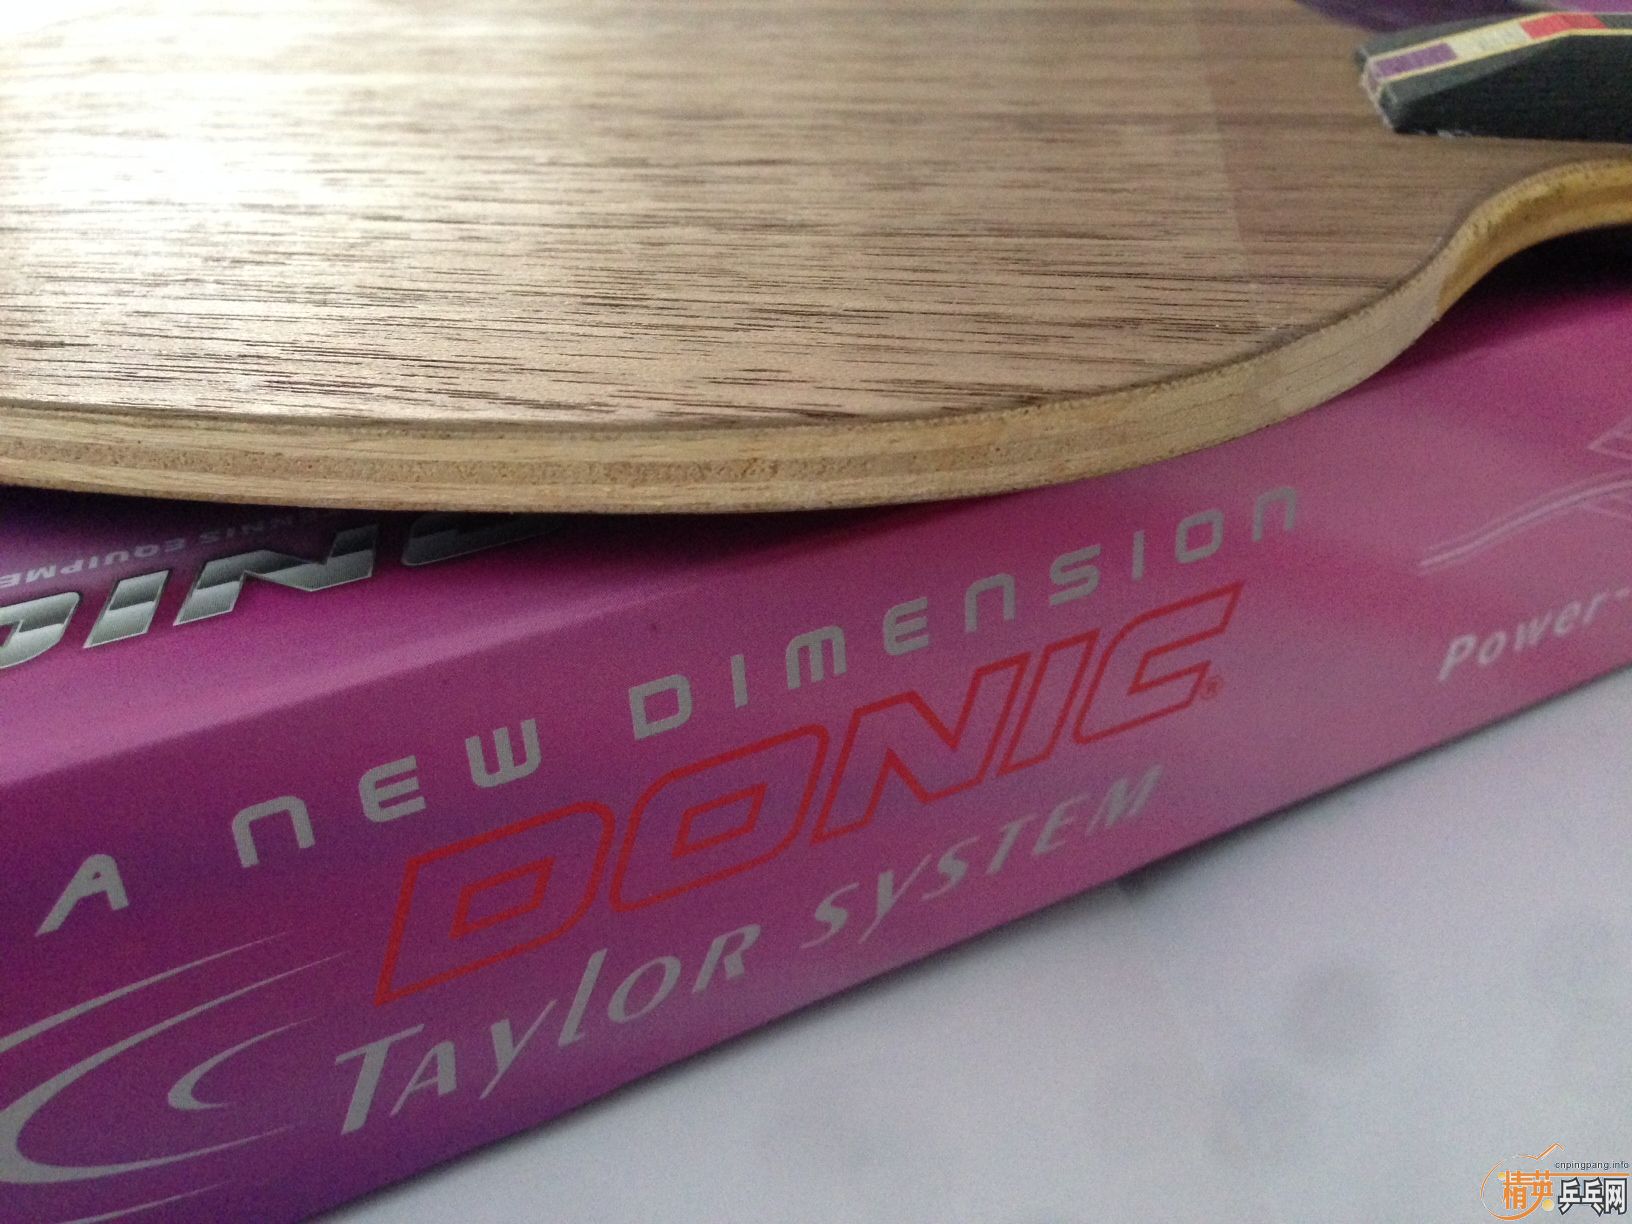 A NEW DIMENSION
DONIC®
TAYLOR SYSTEM
Power-
cnpingpang.info
精英乒乓网